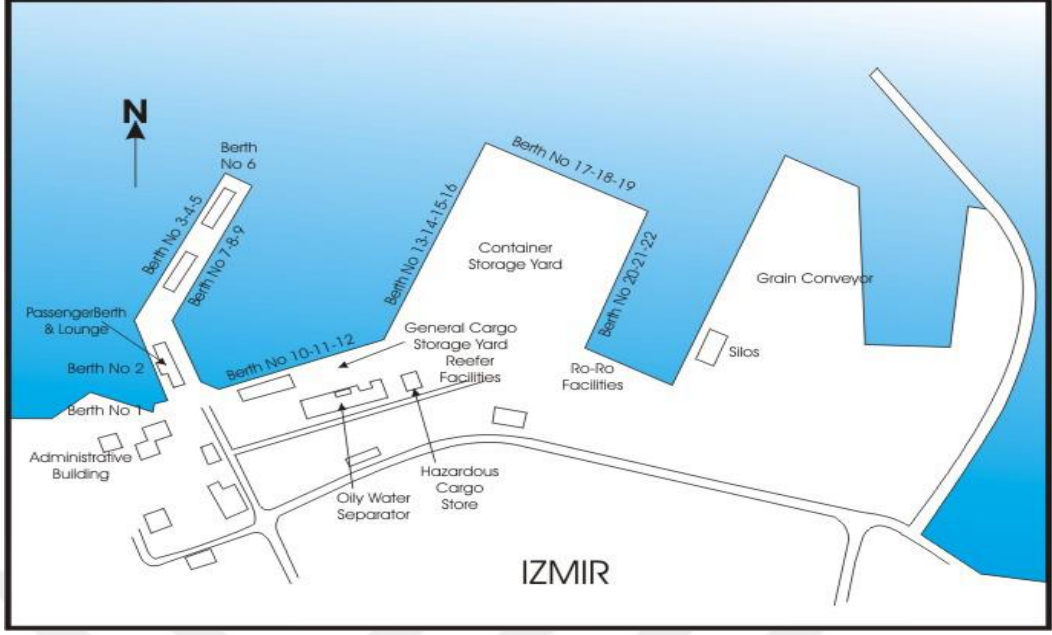 N
Berth
No 6
Berth No 3-4-5
Berth No 7-8-9
Berth No 13-14-15-16
Berth No 17-18-19
Berth No 20-21-22
Container
Storage Yard
Grain Conveyor
PassengerBerth
& Lounge
Berth No 2
Berth No 1
Berth No 10-11-12
General Cargo
Storage Yard
Reefer
Facilities
Ro-Ro
Facilities
Silos
Administrative
Building
Oily Water
Separator
Hazardous
Cargo
Store
IZMIR